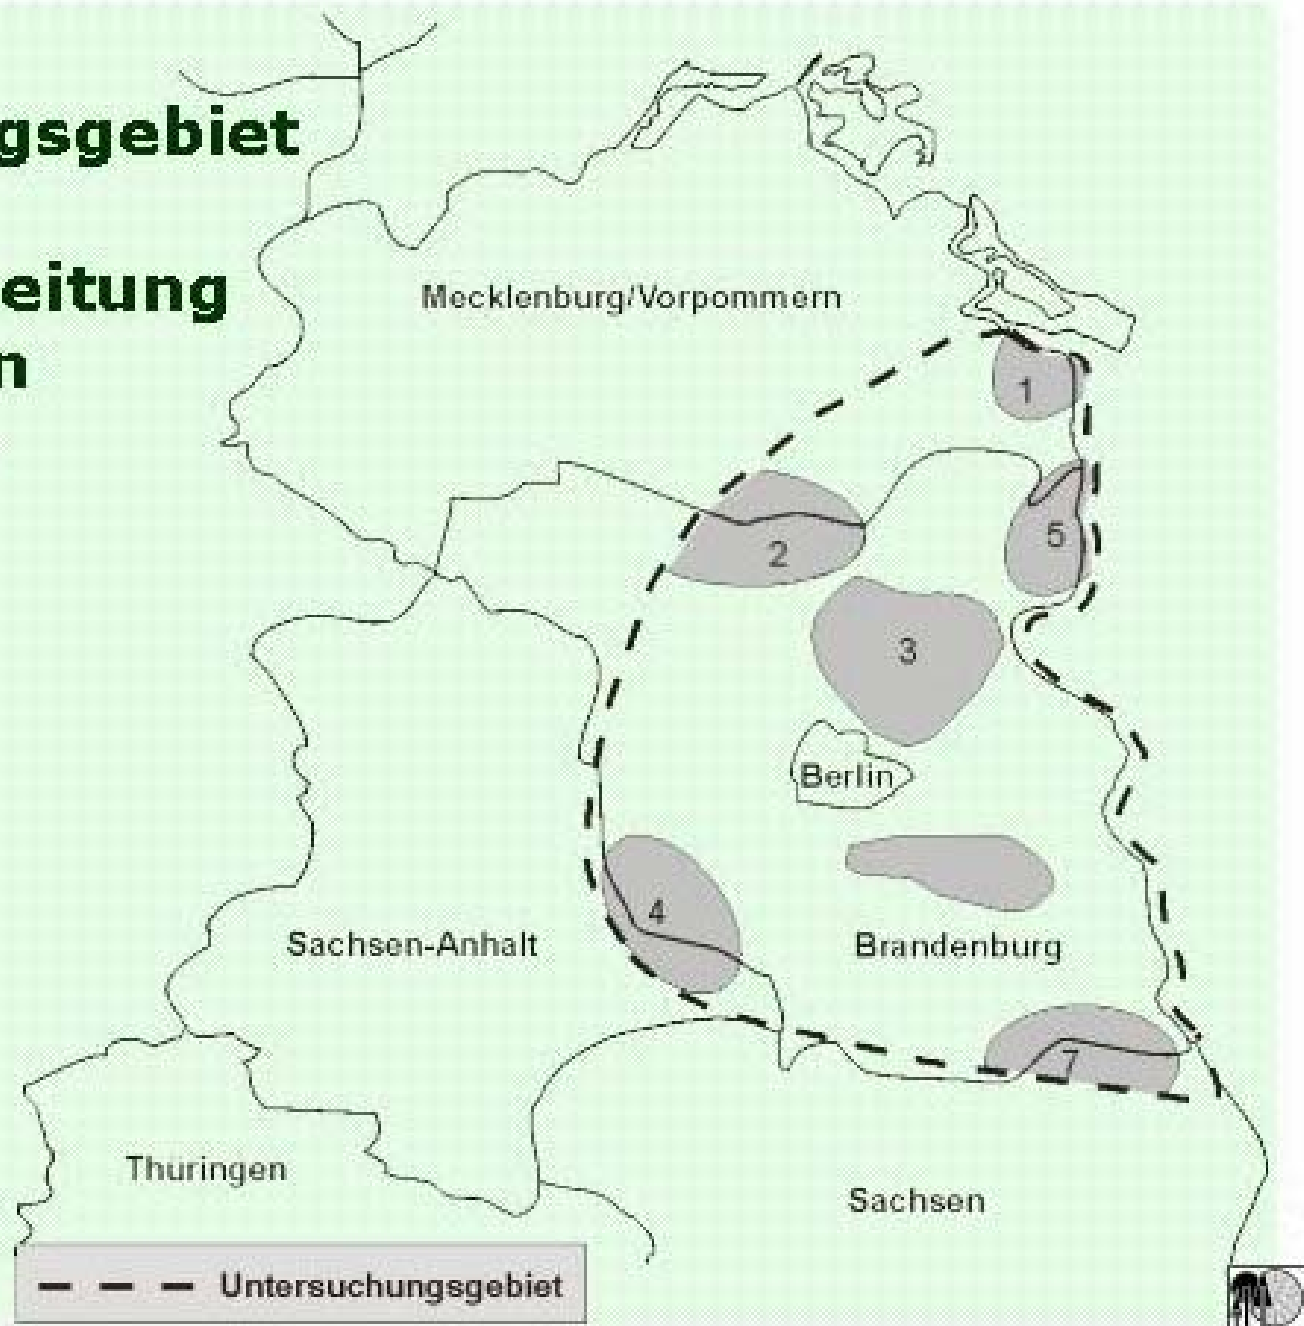 gsgebiet
eitung
n
Mecklenburg/Vorpommern
1
2
5
3
Berlin
4
Sachsen-Anhalt
Brandenburg
7
Thüringen
Sachsen
Untersuchungsgebiet